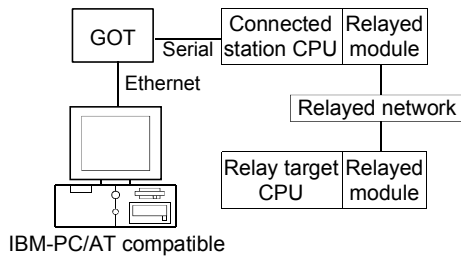 GOT
Serial
Connected
station CPU
Relayed
module
Ethernet
Relayed network
Relay target
CPU
Relayed
module
IBM-PC/AT compatible